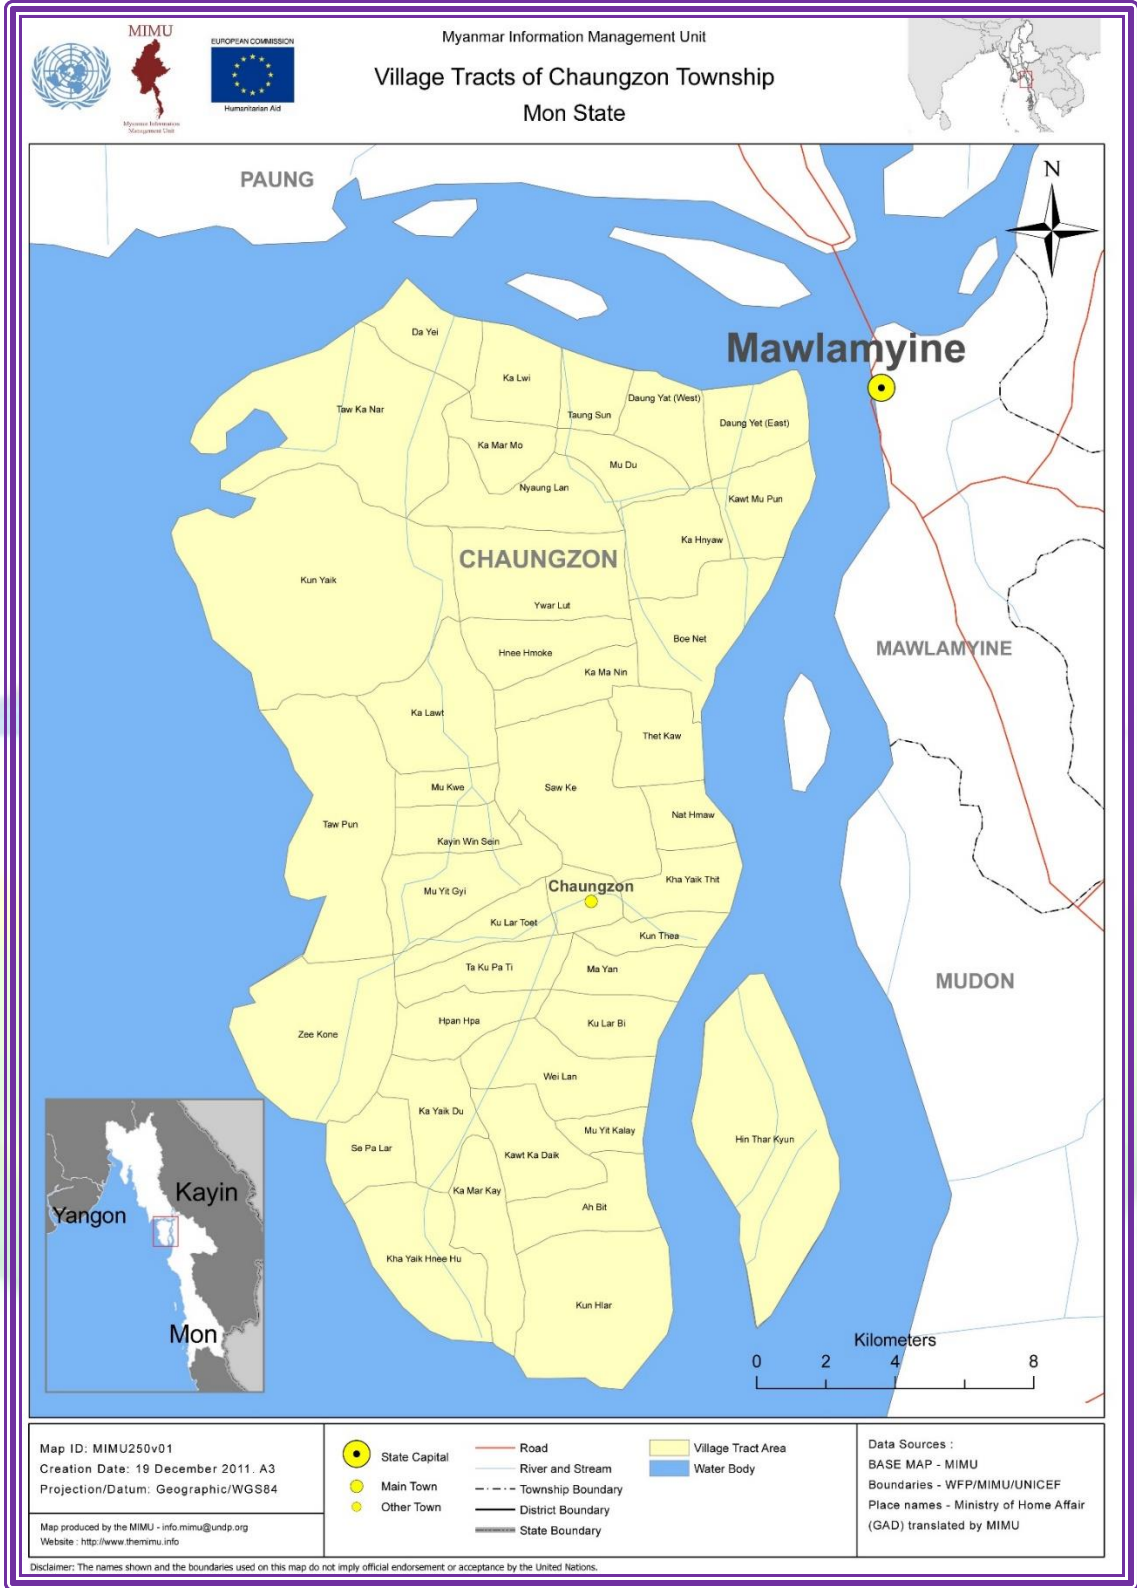 MIMU
Myanmar Information
Management Unit
EUROPEAN COMMISSION
Humanitarian Aid
Myanmar Information Management Unit
Village Tracts of Chaungzon Township
Mon State
PAUNG
N
Mawlamyine
Da Yei
Ka Lwi
Taw Ka Nar
Taung Sun
Daung Yat (West)
Daung Yet (East)
Ka Mar Mo
Mu Du
Nyaung Lan
Kawt Mu Pun
Ka Hnyaw
CHAUNGZON
Kun Yaik
Ywar Lut
Boe Net
MAWLAMYINE
Hnee Hmoke
Ka Ma Nin
Ka Lawt
Thet Kaw
Mu Kwe
Saw Ke
Taw Pun
Nat Hmaw
Kayin Win Sein
Kha Yaik Thit
Mu Yit Gyi
Chaungzon
Ku Lar Toet
Kun Thea
Ta Ku Pa Ti
Ma Yan
MUDON
Hpan Hpa
Ku Lar Bi
Zee Kone
Wei Lan
Ka Yaik Du
Mu Yit Kalay
Hin Thar Kyun
Se Pa Lar
Kawt Ka Daik
Ka Mar Kay
Ah Bit
Kha Yaik Hnee Hu
Kun Hlar
Kayin
Yangon
Mon
Kilometers
0 2 4 8
Map ID: MIMU250v01
Creation Date: 19 December 2011. A3
Projection/Datum: Geographic/WGS84
Map produced by the MIMU - info.mimu@undp.org
Website : http://www.themimu.info
State Capital
Main Town
Other Town
Road
River and Stream
Township Boundary
District Boundary
State Boundary
Village Tract Area
Water Body
Data Sources :
BASE MAP - MIMU
Boundaries - WFP/MIMU/UNICEF
Place names - Ministry of Home Affair
(GAD) translated by MIMU
Disclaimer: The names shown and the boundaries used on this map do not imply official endorsement or acceptance by the United Nations.